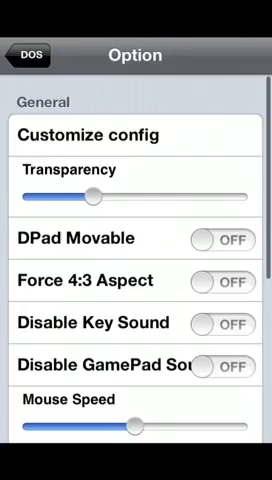 DOS
Option
General
Customize config
Transparency
DPad Movable OFF
Force 4:3 Aspect OFF
Disable Key Sound OFF
Disable GamePad Sou OFF
Mouse Speed